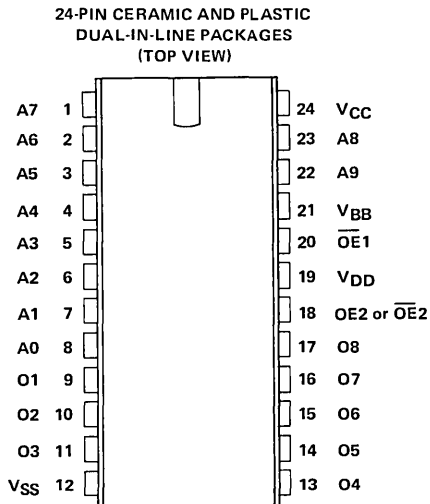 24-PIN CERAMIC AND PLASTIC
DUAL-IN-LINE PACKAGES
(TOP VIEW)
A7 1 24 VCC
A6 2 23 A8
A5 3 22 A9
A4 4 21 VBB
A3 5 20 O̅E̅1
A2 6 19 VDD
A1 7 18 OE2 or O̅E̅2
A0 8 17 O8
O1 9 16 O7
O2 10 15 O6
O3 11 14 O5
VSS 12 13 O4